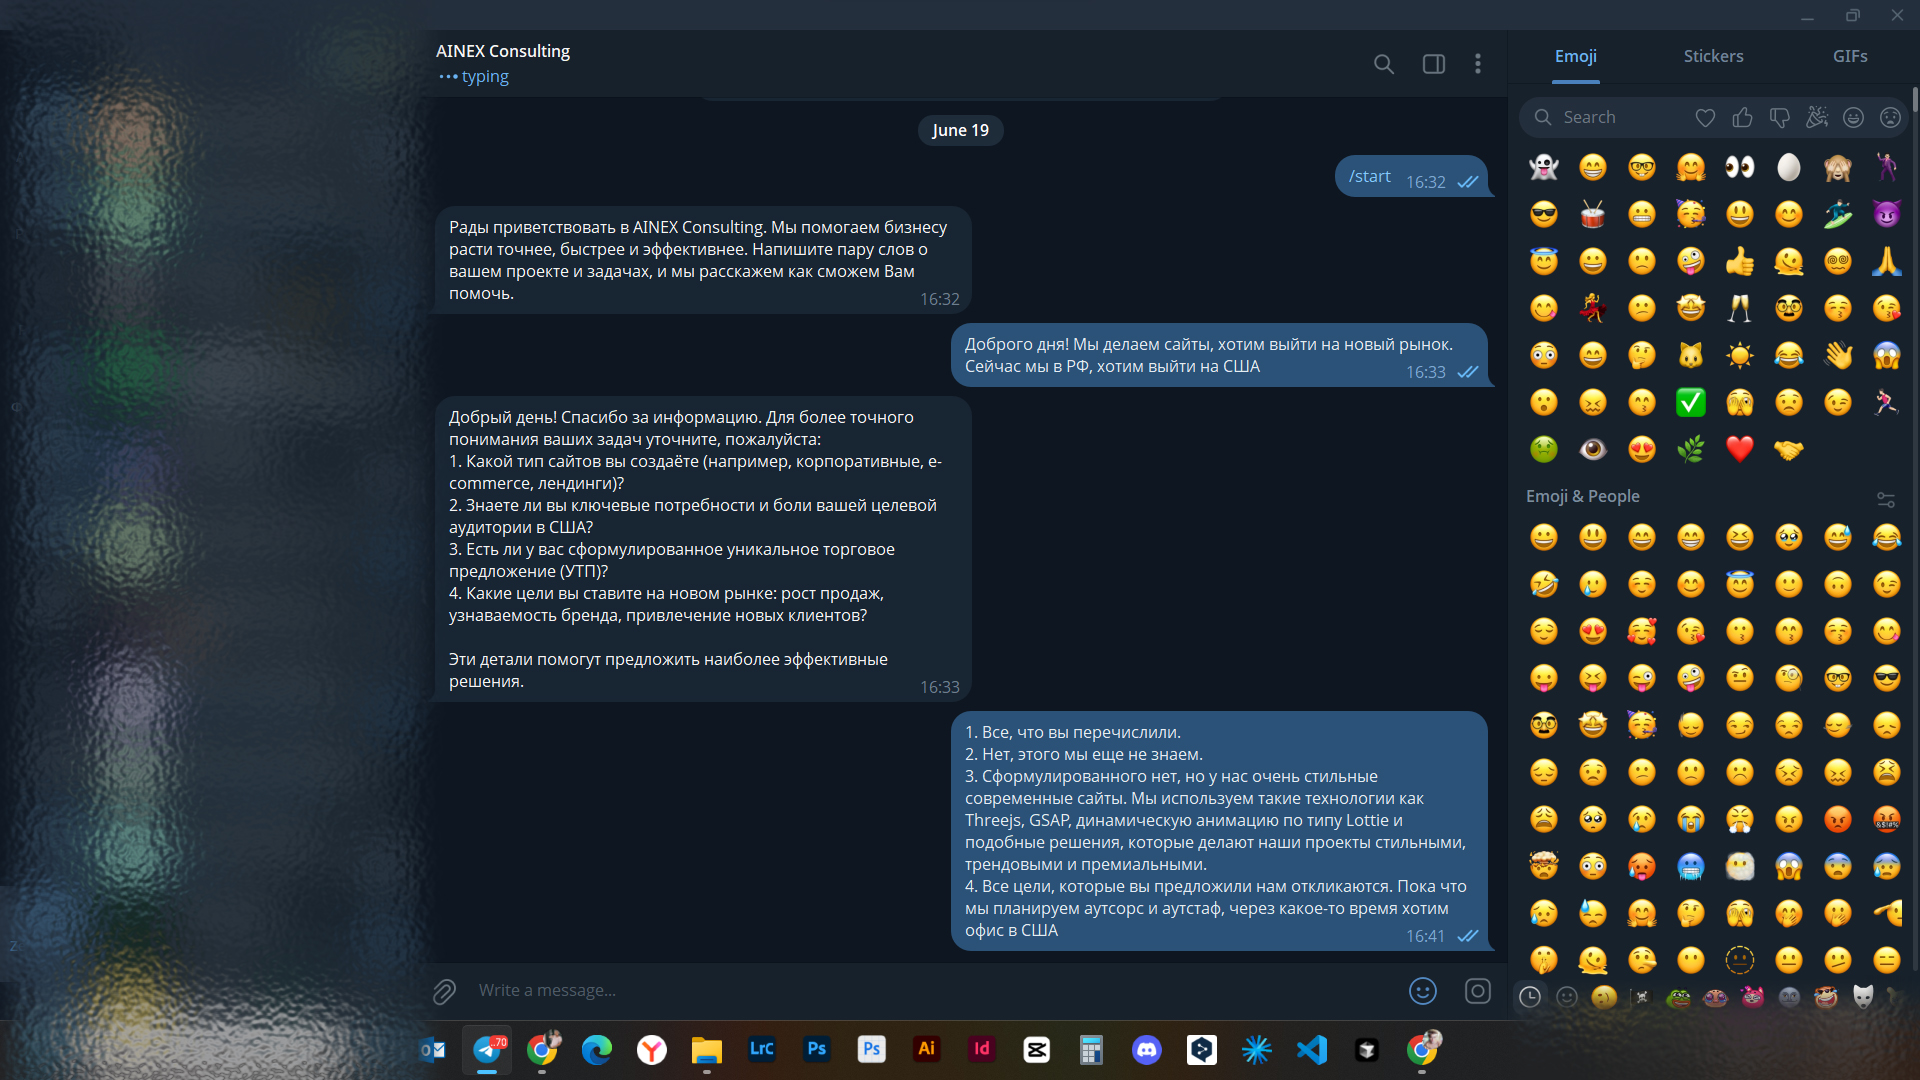 AINEX Consulting
typing
June 19
/start 16:32
Рады приветствовать в AINEX Consulting. Мы помогаем бизнесу
расти точнее, быстрее и эффективнее. Напишите пару слов о
вашем проекте и задачах, и мы расскажем как сможем Вам
помочь. 16:32
Доброго дня! Мы делаем сайты, хотим выйти на новый рынок.
Сейчас мы в РФ, хотим выйти на США 16:33
Добрый день! Спасибо за информацию. Для более точного
понимания ваших задач уточните, пожалуйста:
1. Какой тип сайтов вы создаёте (например, корпоративные, e-
commerce, лендинги)?
2. Знаете ли вы ключевые потребности и боли вашей целевой
аудитории в США?
3. Есть ли у вас сформулированное уникальное торговое
предложение (УТП)?
4. Какие цели вы ставите на новом рынке: рост продаж,
узнаваемость бренда, привлечение новых клиентов?
Эти детали помогут предложить наиболее эффективные
решения. 16:33
1. Все, что вы перечислили.
2. Нет, этого мы еще не знаем.
3. Сформулированного нет, но у нас очень стильные
современные сайты. Мы используем такие технологии как
Threejs, GSAP, динамическую анимацию по типу Lottie и
подобные решения, которые делают наши проекты стильными,
трендовыми и премиальными.
4. Все цели, которые вы предложили нам откликаются. Пока что
мы планируем аутсорс и аутстаф, через какое-то время хотим
офис в США 16:41
Write a message...
Emoji Stickers GIFs
Search
Emoji & People
..70 LrC Ps Ps Ai Id